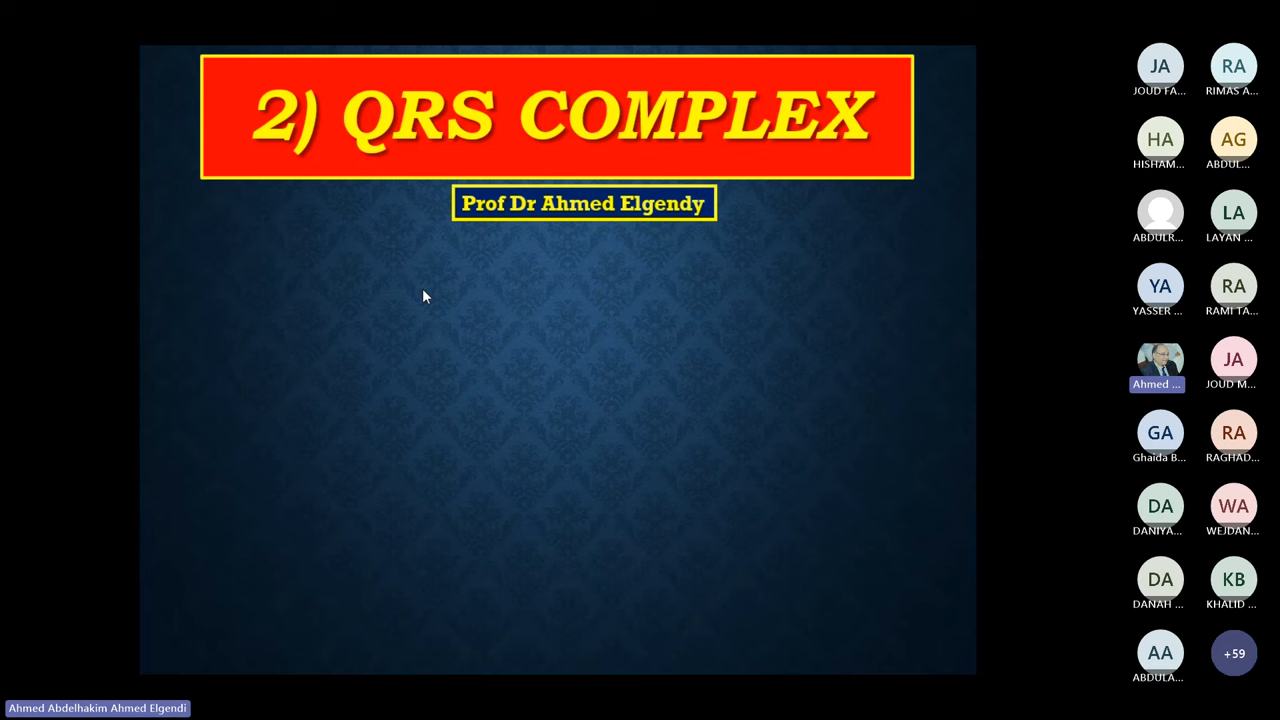 2) QRS COMPLEX
Prof Dr Ahmed Elgendy
JA
JOUD FA...
RA
RIMAS A...
HA
HISHAM...
AG
ABDUL...
ABDULR...
LA
LAYAN ...
YA
YASSER ...
RA
RAMI TA...
Ahmed ...
JA
JOUD M...
GA
Ghaida B...
RA
RAGHAD...
DA
DANIYA...
WA
WEJDAN...
DA
DANAH ...
KB
KHALID ...
AA
ABDULA...
+59
Ahmed Abdelhakim Ahmed Elgendi